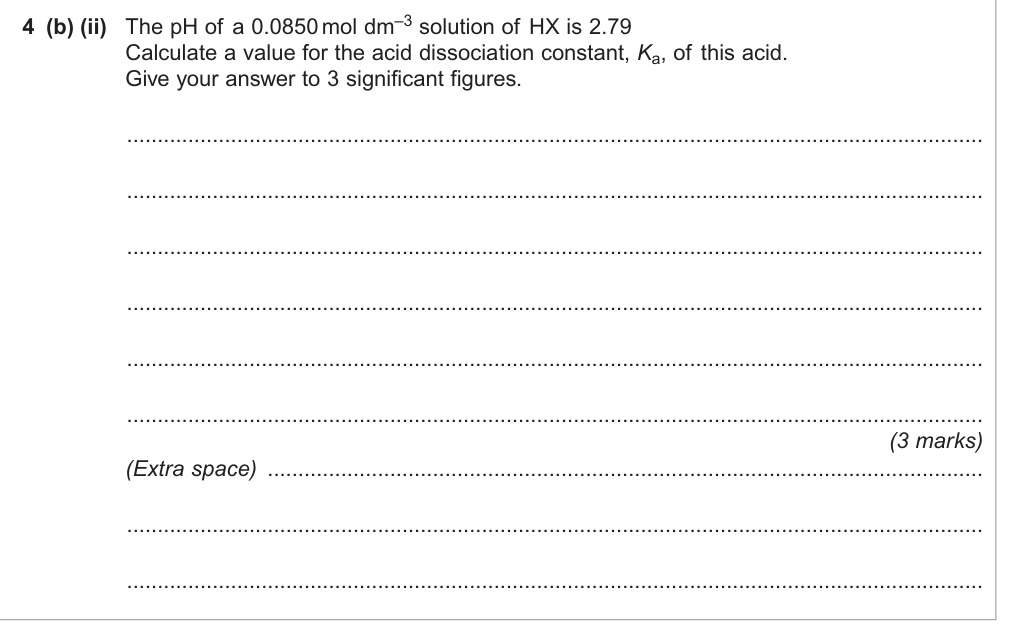 4 (b) (ii) The pH of a 0.0850 mol dm⁻³ solution of HX is 2.79
Calculate a value for the acid dissociation constant, Kₐ, of this acid.
Give your answer to 3 significant figures.
(3 marks)
(Extra space)